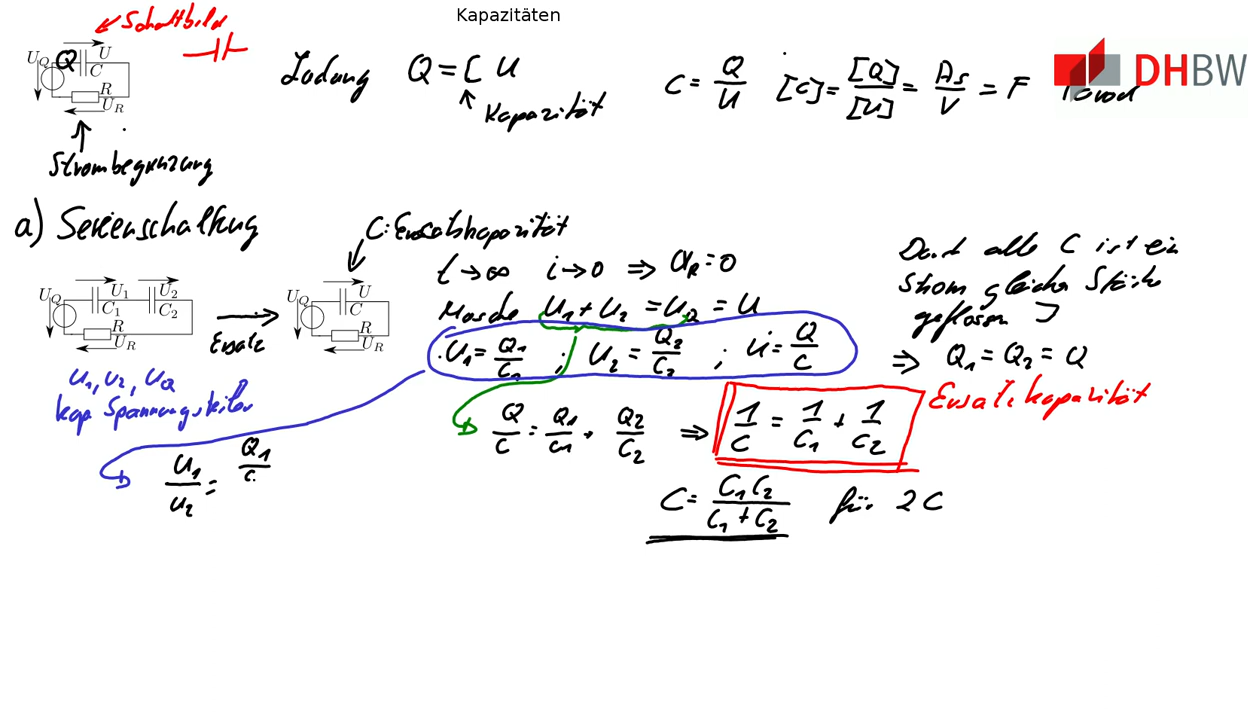 Kapazitäten
Schaltbild
U_Q Q U
C
R
U_R
Strombegrenzung
Ladung Q = C U
Kapazität
C = Q/U [C] = [Q]/[U] = As/V = F Farad
DHBW
a) Serienschaltung
C: Ersatzkapazität
U_Q U_1 U_2
C_1 C_2
R
U_R
Ersatz
U_Q U
C
R
U_R
t → ∞ i → 0 ⇒ U_R = 0
Masche U_1 + U_2 = U_Q = U
U_1 = Q_1/C_1 ; U_2 = Q_2/C_2 ; U = Q/C
Durch alle C ist ein
Strom gleicher Stärke
geflossen
⇒ Q_1 = Q_2 = Q
U_1, U_2, U_Q
kap. Spannungsteiler
Q/C = Q_1/C_1 + Q_2/C_2 ⇒ 1/C = 1/C_1 + 1/C_2
Ersatzkapazität
U_1/U_2 = Q_1/C
C = C_1 C_2/(C_1 + C_2) für 2 C